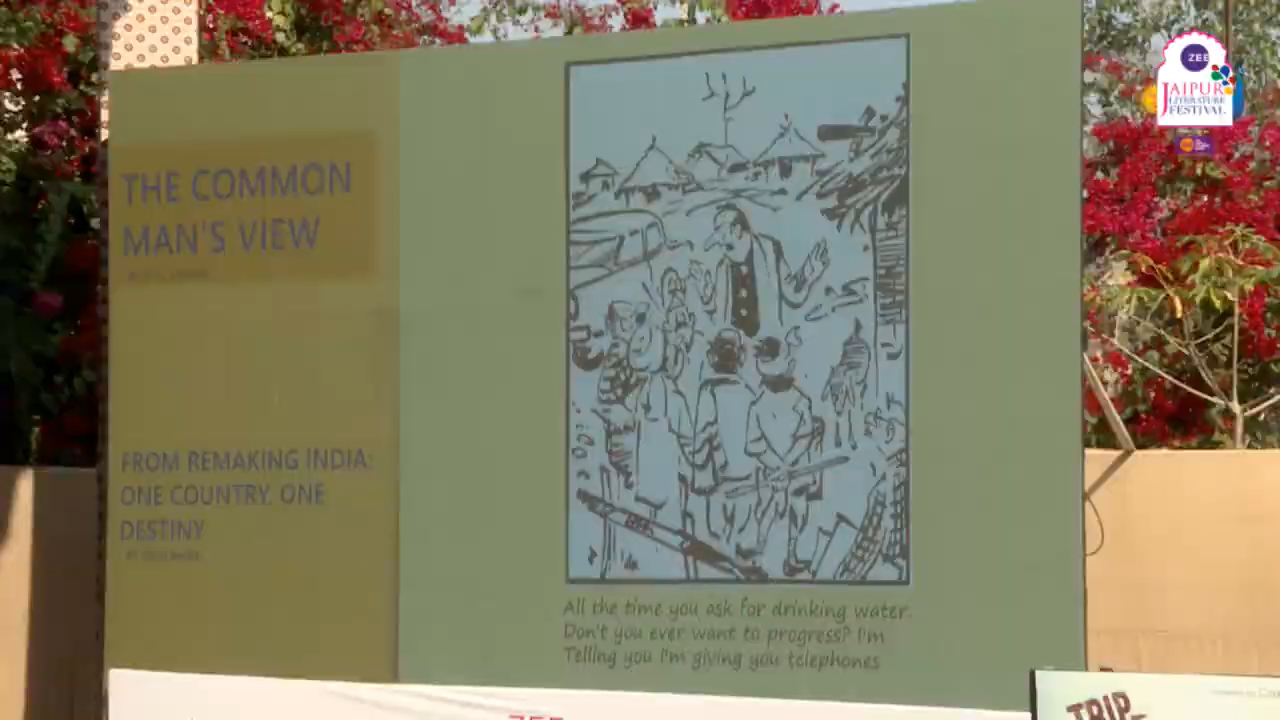 THE COMMON
MAN'S VIEW
FROM REMAKING INDIA:
ONE COUNTRY, ONE
DESTINY
All the time you ask for drinking water.
Don't you ever want to progress? I'm
Telling you I'm giving you telephones
ZEE
JAIPUR
LITERATURE
FESTIVAL
ZEE
TRIP